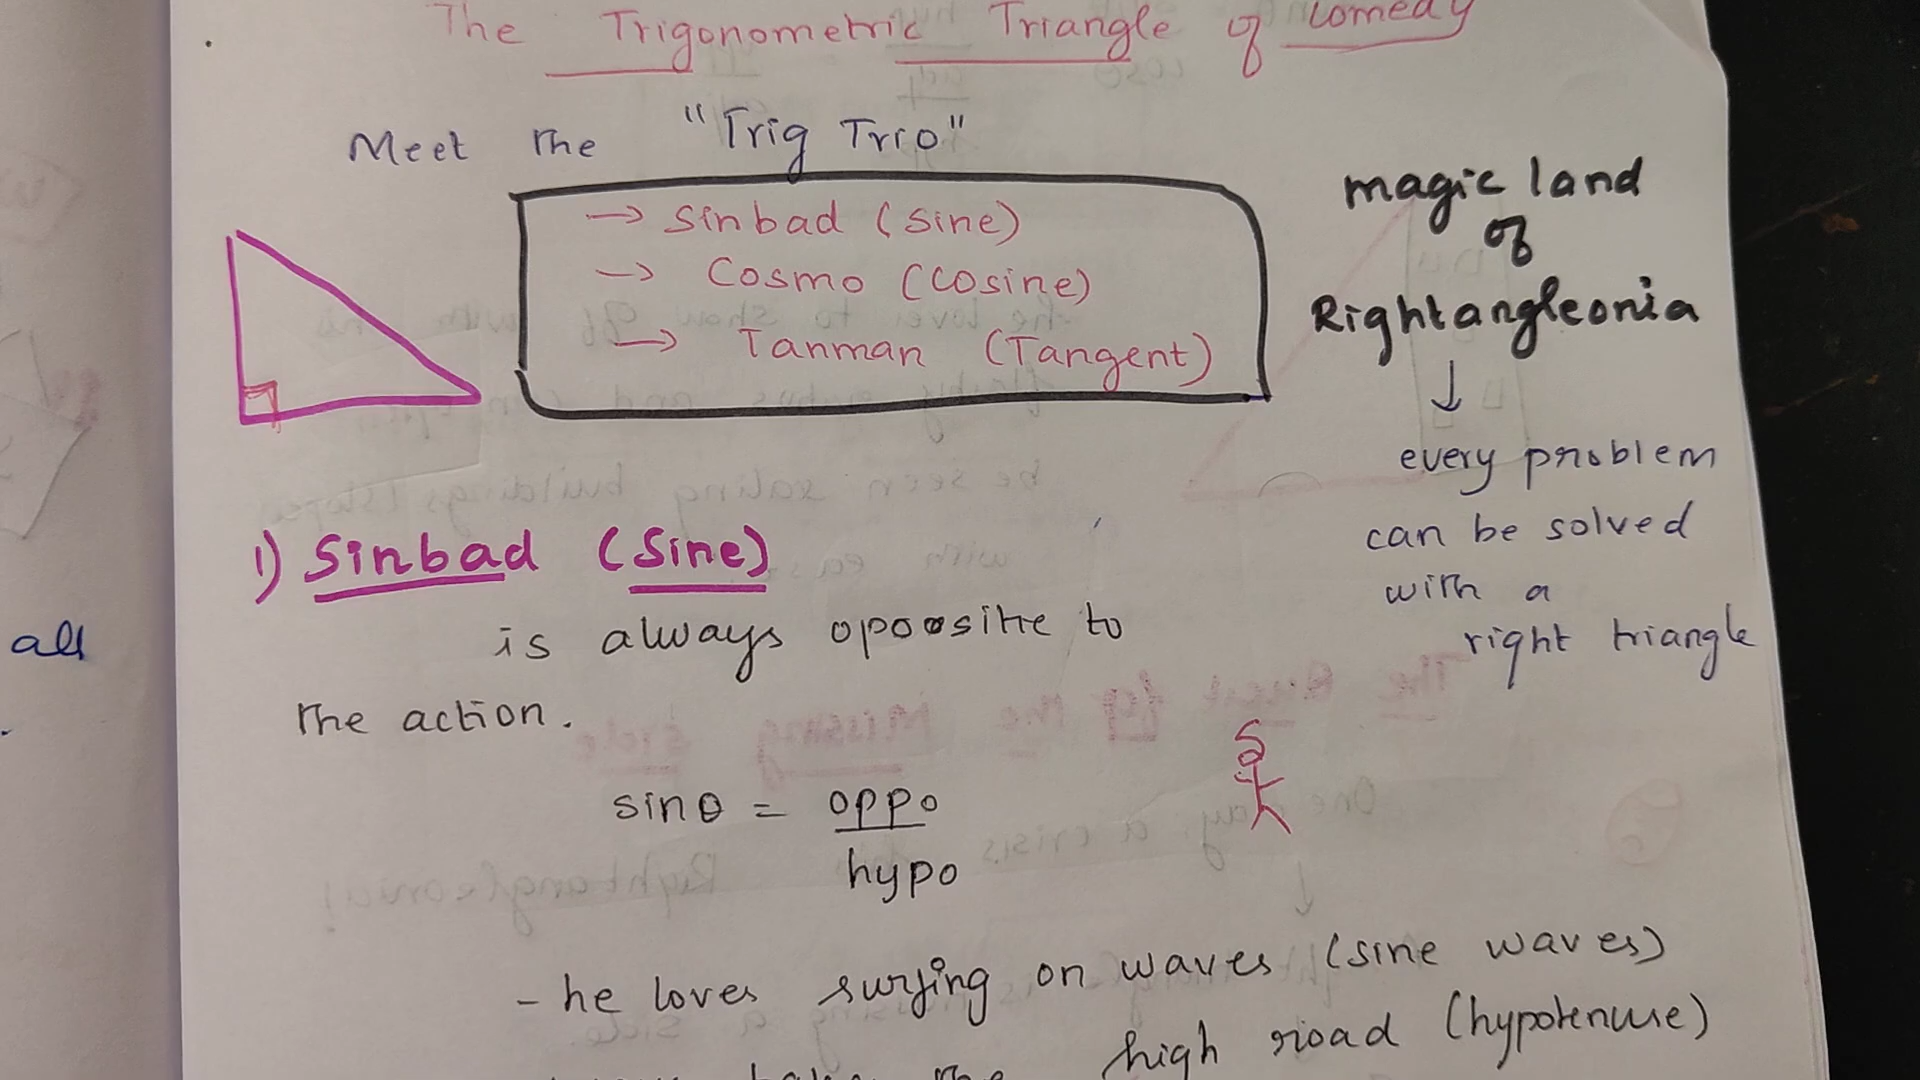 The Trigonometric Triangle of Comedy
Meet the "Trig Trio"
→ Sinbad (Sine)
→ Cosmo (Cosine)
→ Tanman (Tangent)
magic land
of
Rightangleonia
↓
every problem
can be solved
with a
right triangle
1) Sinbad (Sine)
is always opoosite to
the action.
sinθ = oppo
hypo
- he loves surfing on waves (sine waves)
high road (hypotenuse)
all